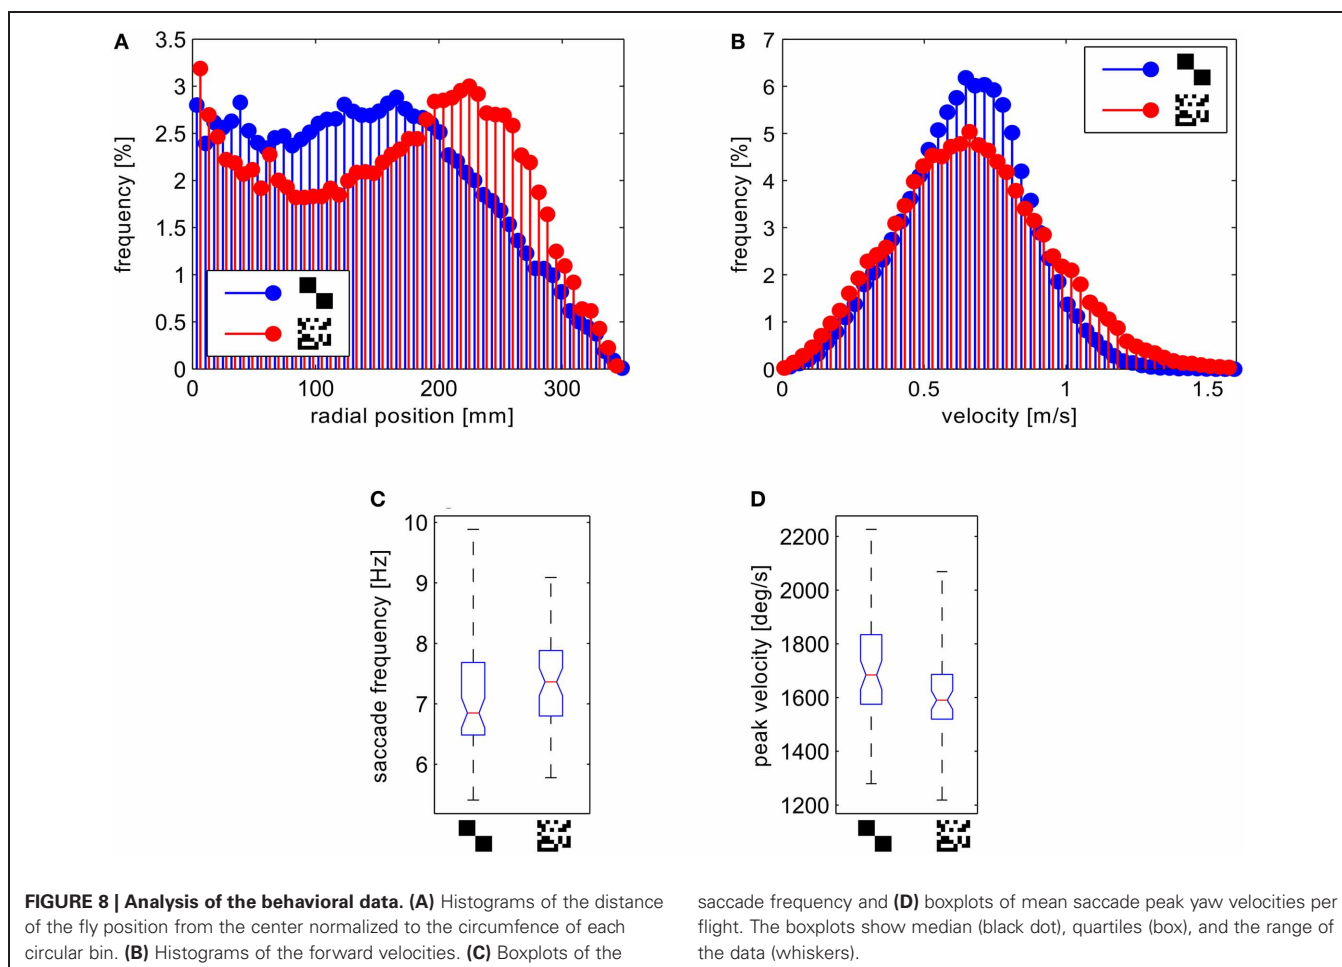 A
3.5
3
2.5
2
1.5
1
0.5
0
frequency [%]
0 100 200 300
radial position [mm]
B
7
6
5
4
3
2
1
0
frequency [%]
0 0.5 1 1.5
velocity [m/s]
C
10
9
8
7
6
saccade frequency [Hz]
D
2200
2000
1800
1600
1400
1200
peak velocity [deg/s]
FIGURE 8 | Analysis of the behavioral data. (A) Histograms of the distance
of the fly position from the center normalized to the circumfence of each
circular bin. (B) Histograms of the forward velocities. (C) Boxplots of the
saccade frequency and (D) boxplots of mean saccade peak yaw velocities per
flight. The boxplots show median (black dot), quartiles (box), and the range of
the data (whiskers).